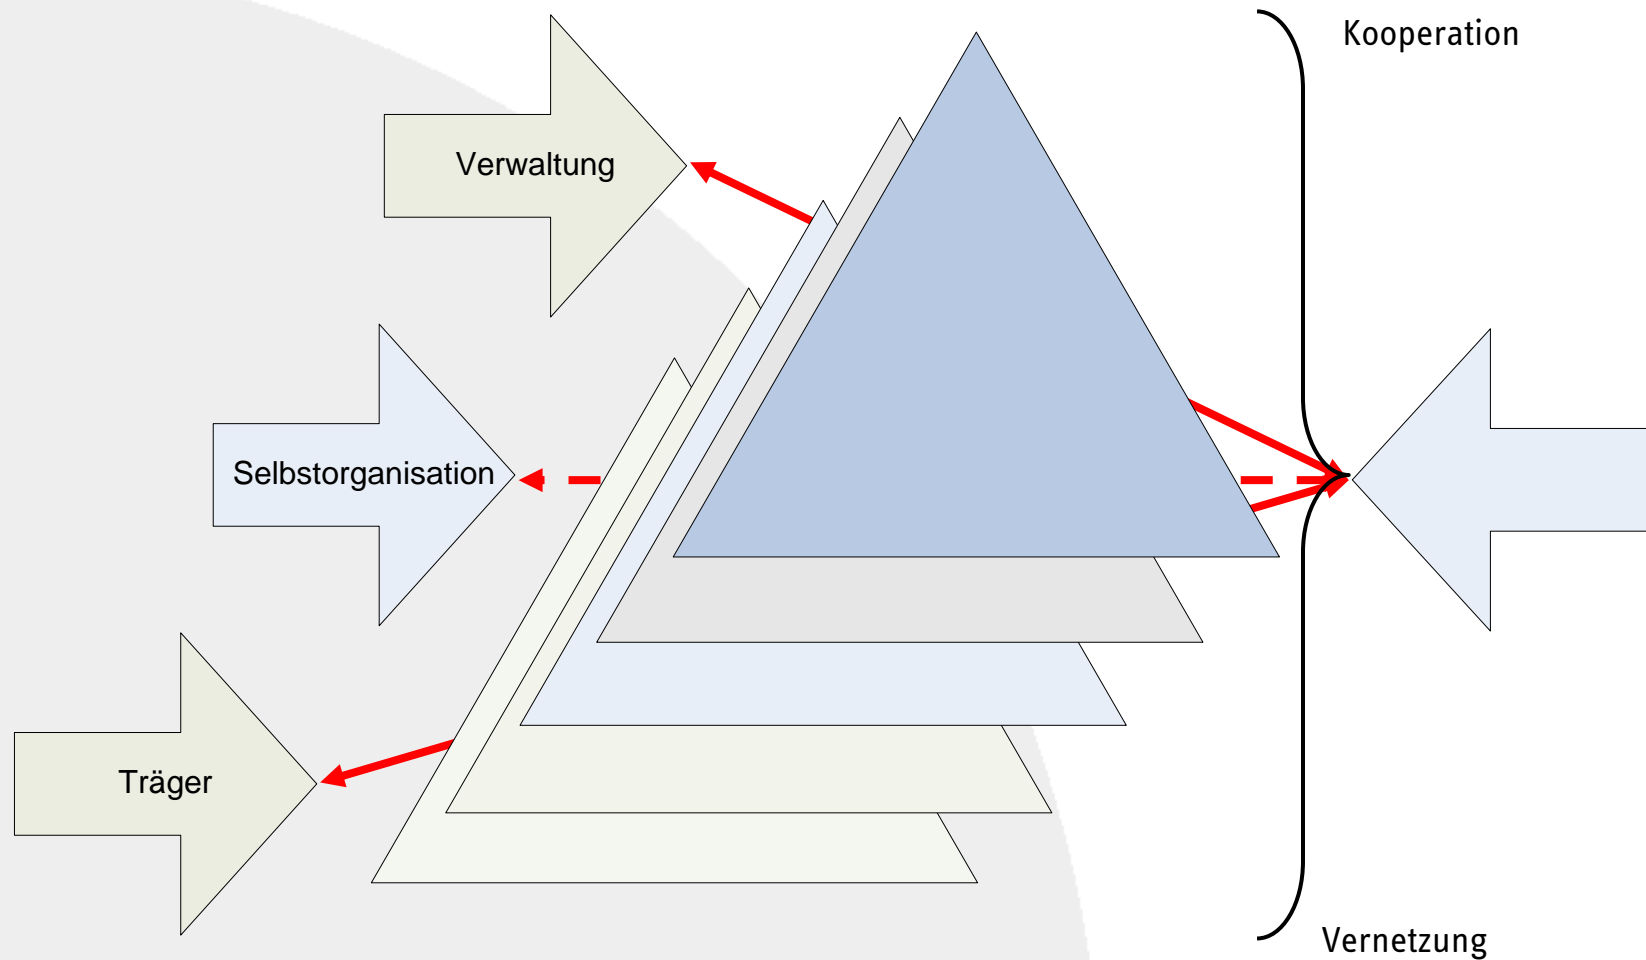 Kooperation
Verwaltung
Selbstorganisation
Träger
Vernetzung